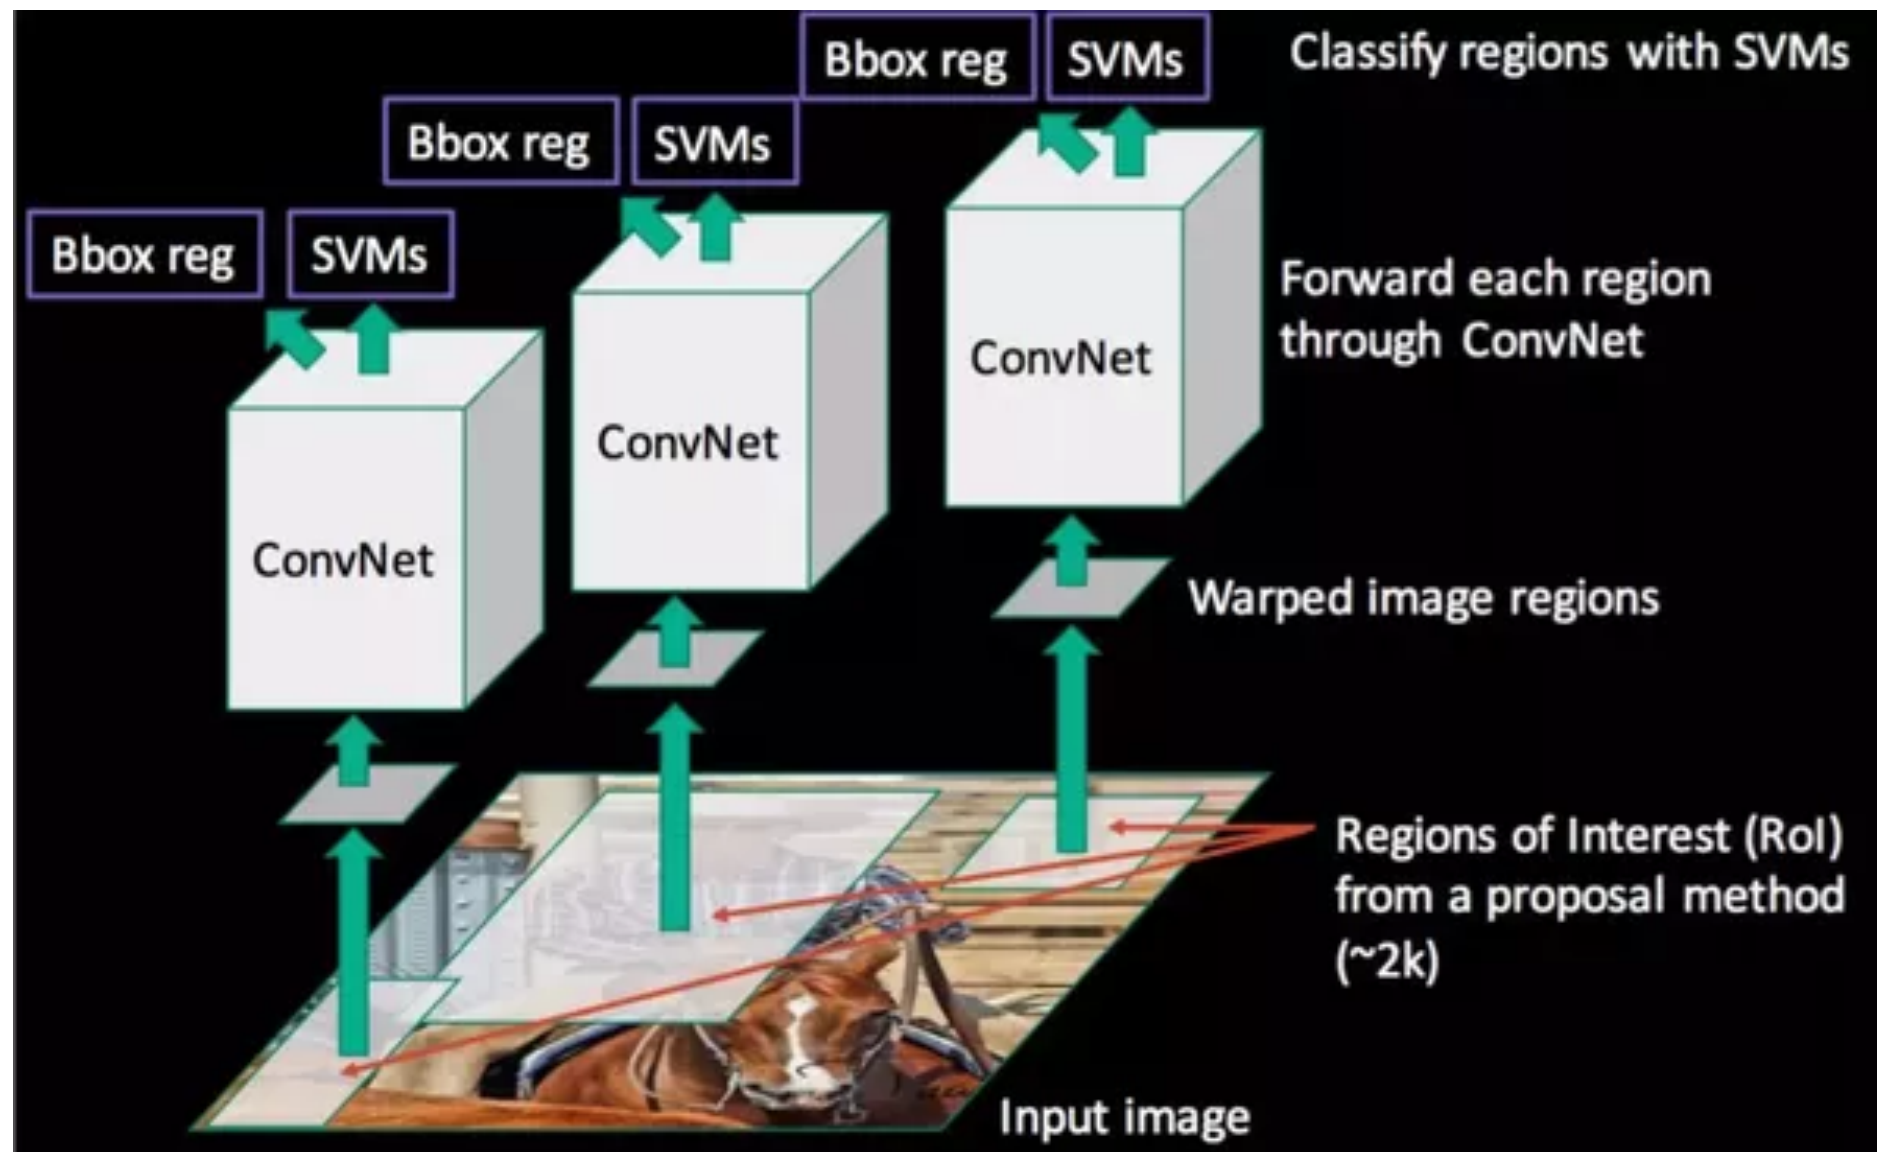 Bbox reg
SVMs
Classify regions with SVMs
Bbox reg
SVMs
Bbox reg
SVMs
Forward each region
through ConvNet
ConvNet
ConvNet
ConvNet
Warped image regions
Regions of Interest (RoI)
from a proposal method
(~2k)
Input image